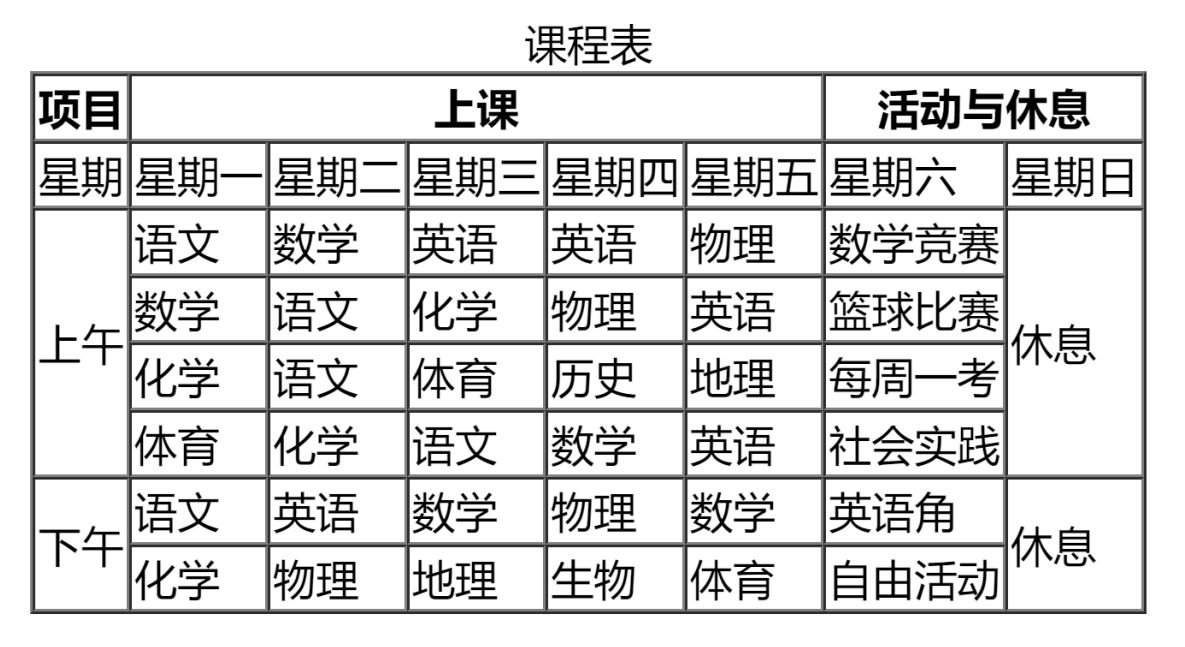 课程表
项目 上课 活动与休息
星期 星期一 星期二 星期三 星期四 星期五 星期六 星期日
上午 语文 数学 英语 英语 物理 数学竞赛 休息
数学 语文 化学 物理 英语 篮球比赛
化学 语文 体育 历史 地理 每周一考
体育 化学 语文 数学 英语 社会实践
下午 语文 英语 数学 物理 数学 英语角 休息
化学 物理 地理 生物 体育 自由活动